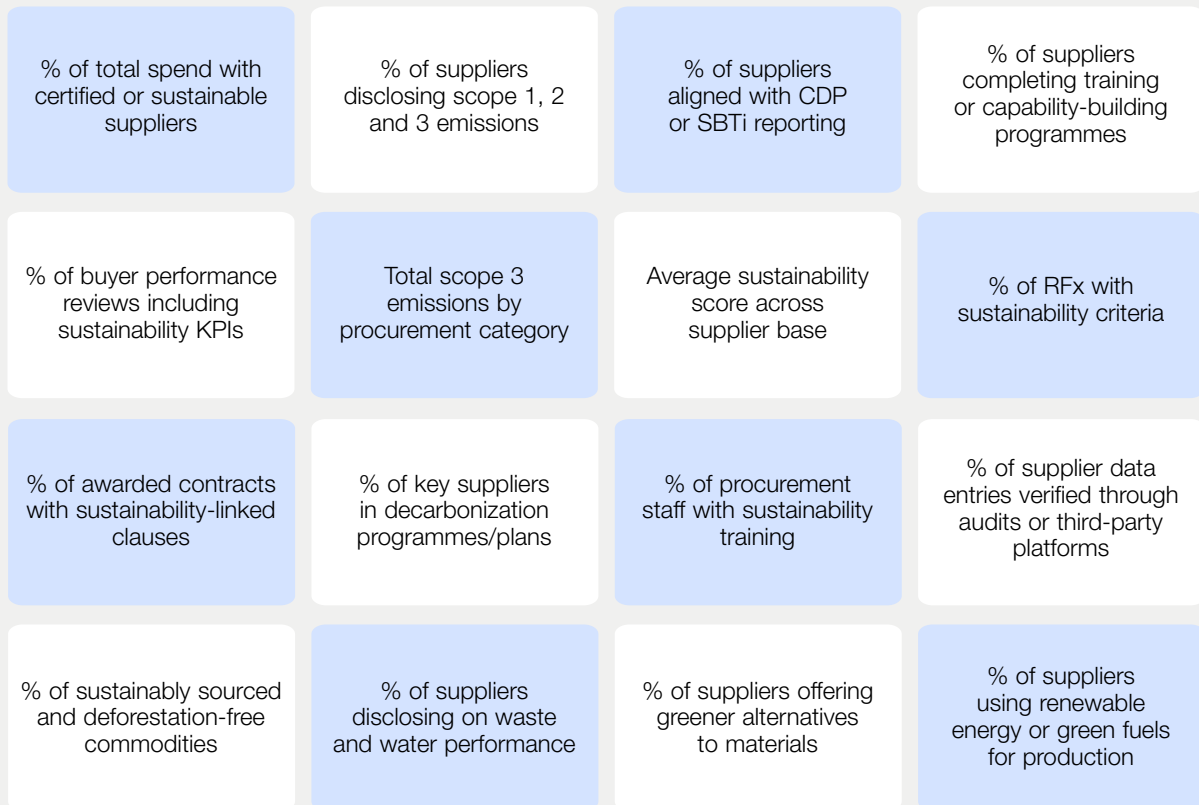 % of total spend with
certified or sustainable
suppliers
% of suppliers
disclosing scope 1, 2
and 3 emissions
% of suppliers
aligned with CDP
or SBTi reporting
% of suppliers
completing training
or capability-building
programmes
% of buyer performance
reviews including
sustainability KPIs
Total scope 3
emissions by
procurement category
Average sustainability
score across
supplier base
% of RFx with
sustainability criteria
% of awarded contracts
with sustainability-linked
clauses
% of key suppliers
in decarbonization
programmes/plans
% of procurement
staff with sustainability
training
% of supplier data
entries verified through
audits or third-party
platforms
% of sustainably sourced
and deforestation-free
commodities
% of suppliers
disclosing on waste
and water performance
% of suppliers offering
greener alternatives
to materials
% of suppliers
using renewable
energy or green fuels
for production